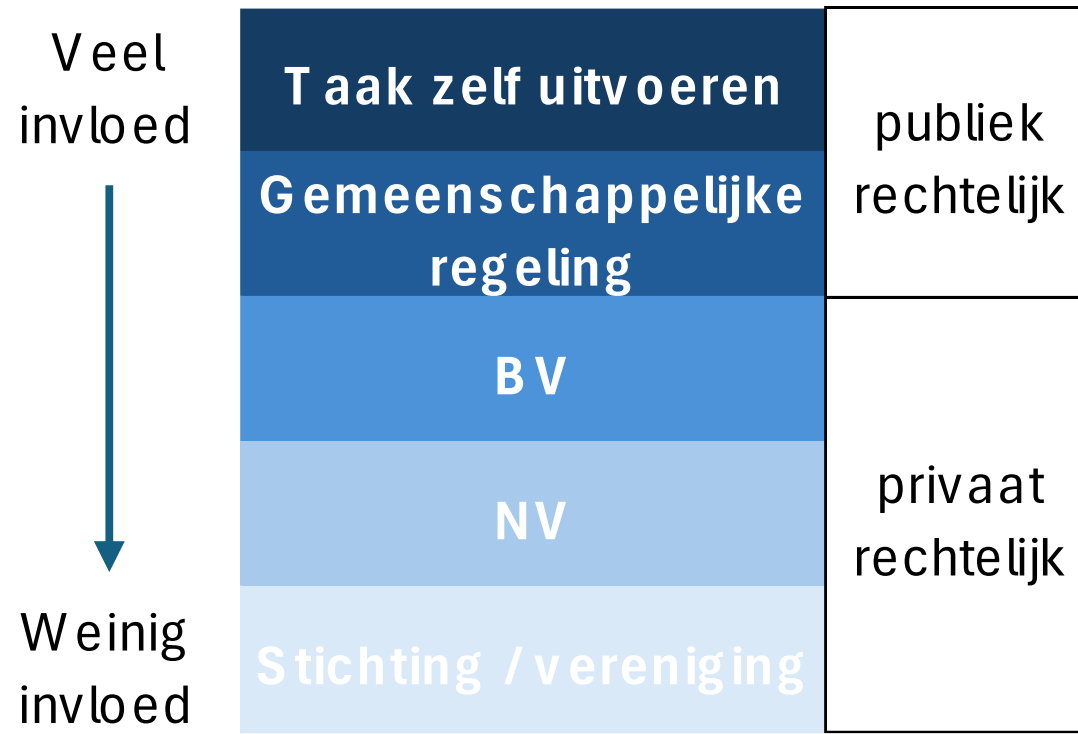 Veel
invloed
Taak zelf uitvoeren
Gemeenschappelijke
regeling
BV
NV
Stichting / vereniging
Weinig
invloed
publiek
rechtelijk
privaat
rechtelijk